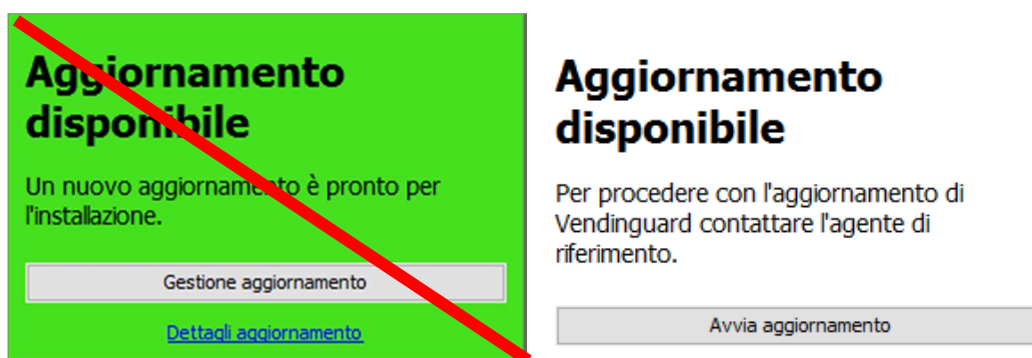 Aggiornamento
disponibile
Un nuovo aggiornamento è pronto per
l'installazione.
Gestione aggiornamento
Dettagli aggiornamento
Aggiornamento
disponibile
Per procedere con l'aggiornamento di
Vendinguard contattare l'agente di
riferimento.
Avvia aggiornamento